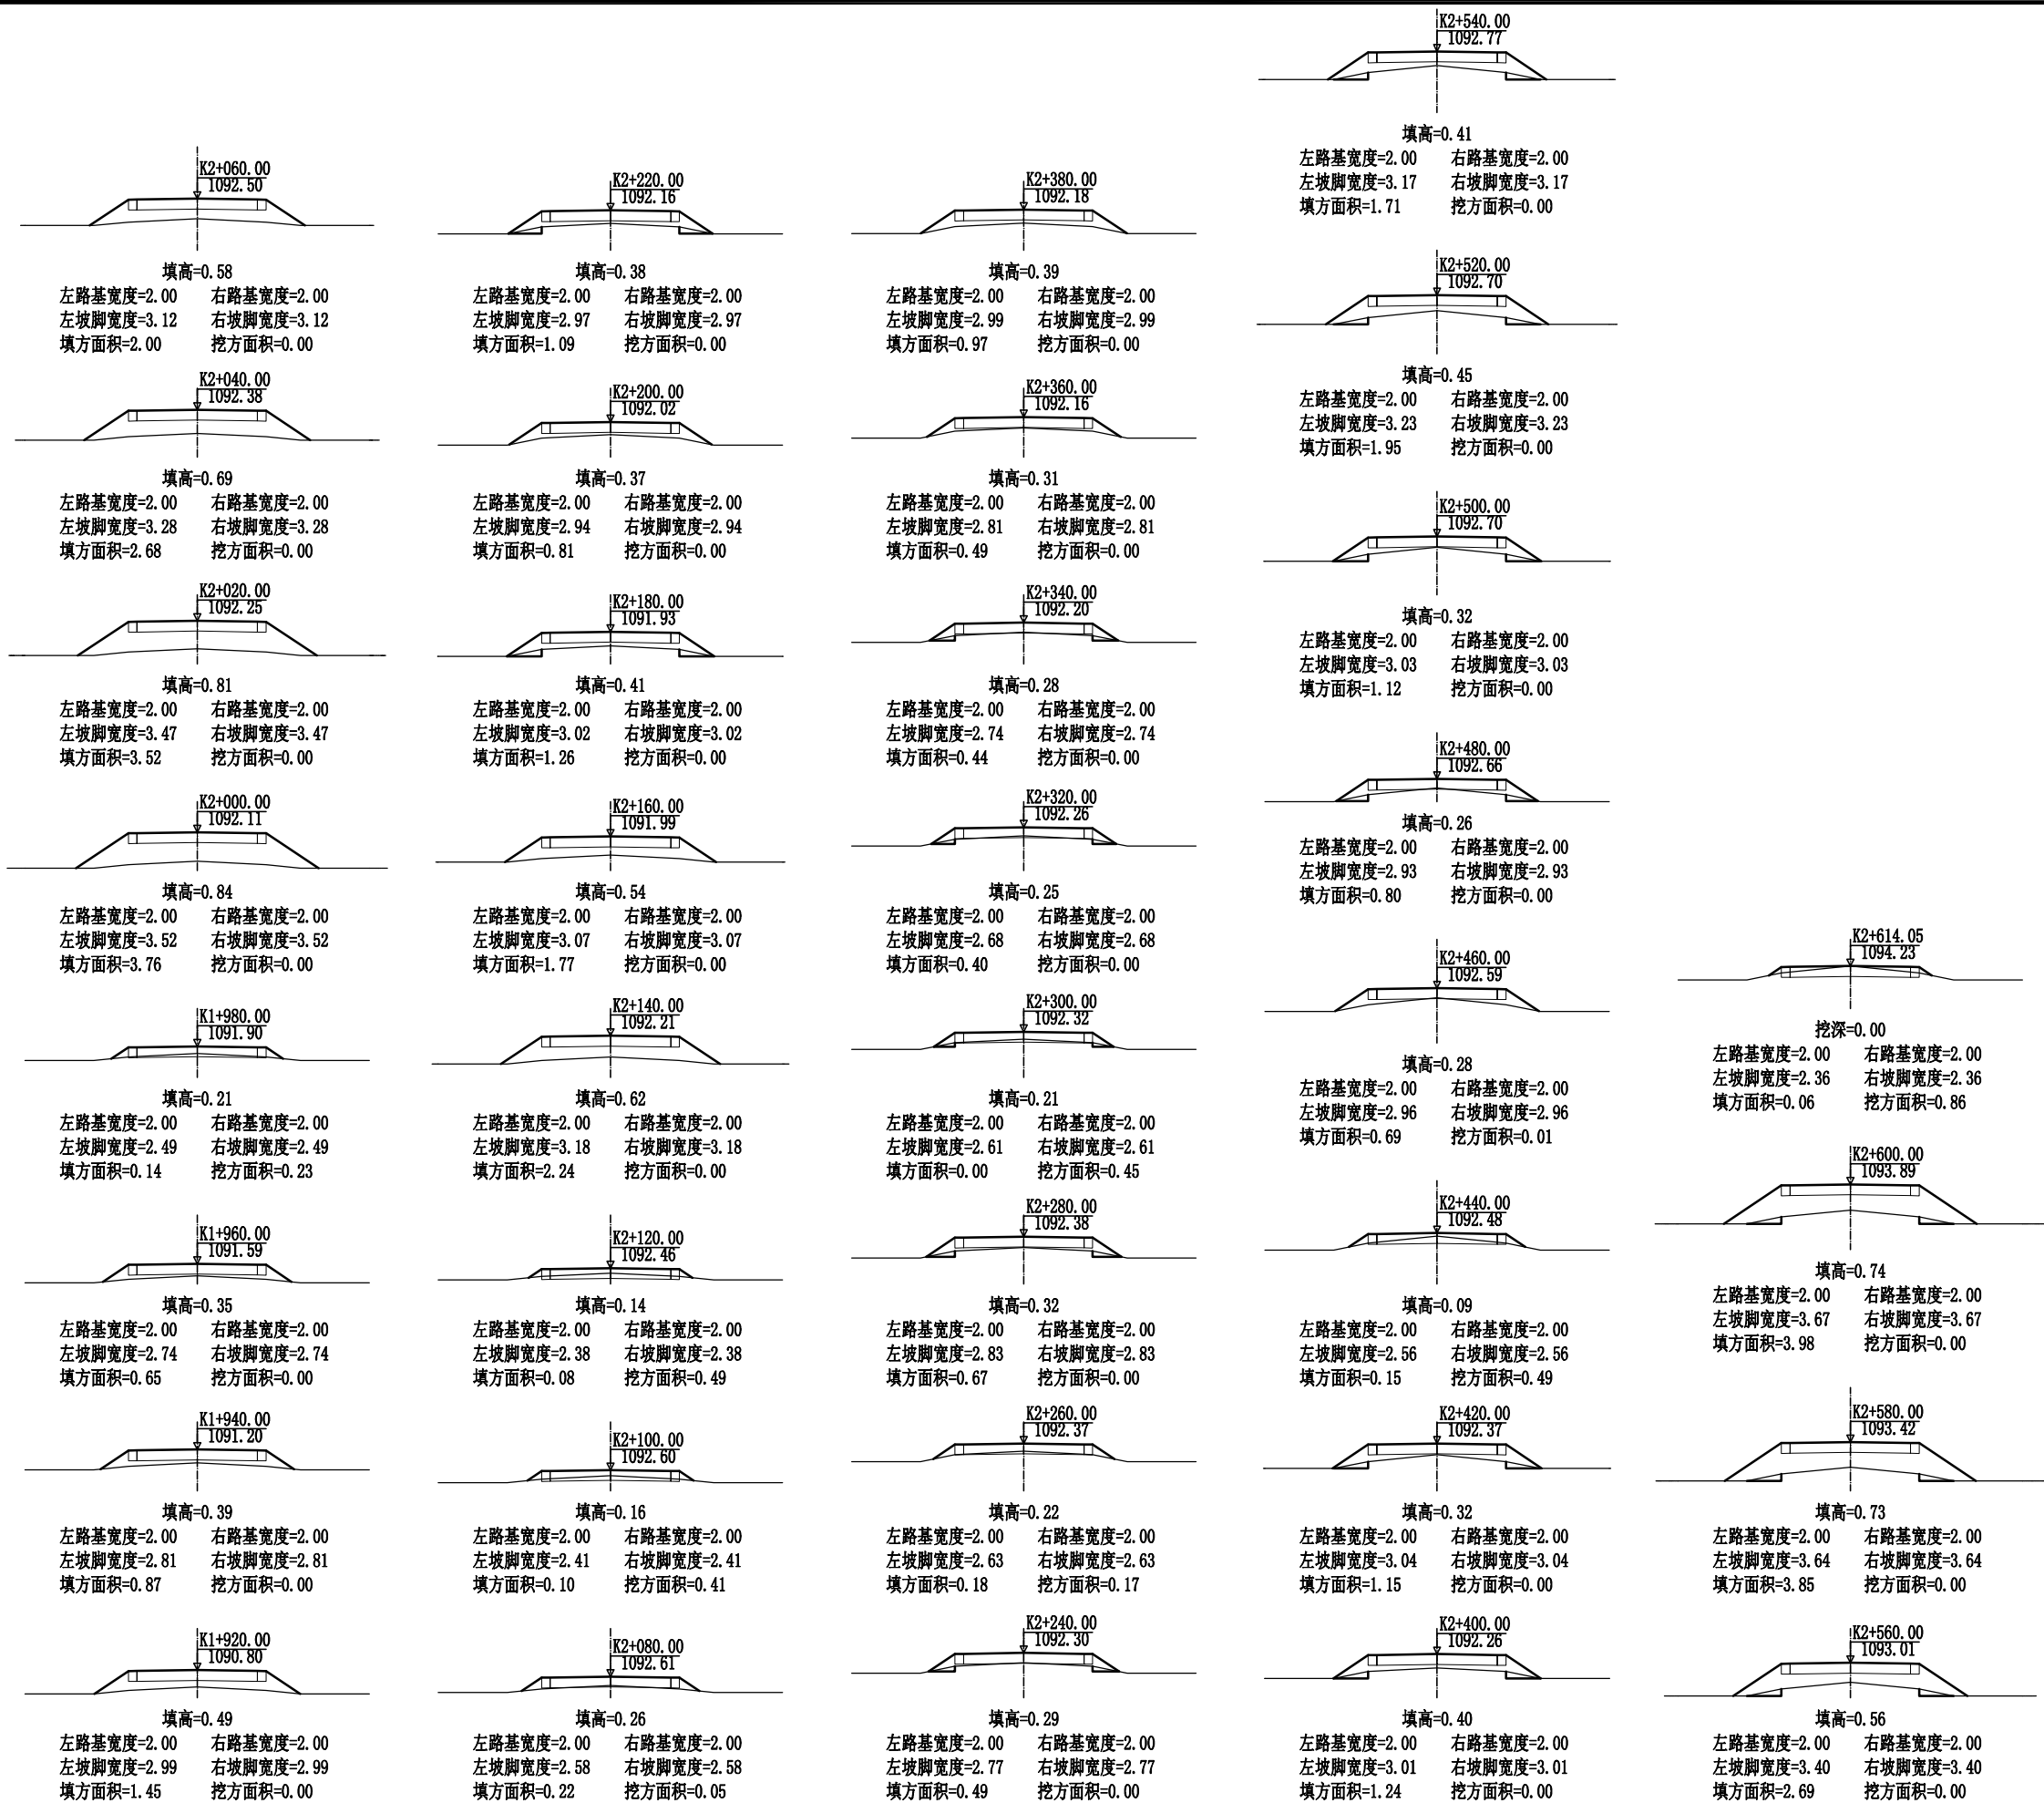 K2+060.00
1092.50
填高=0.58
左路基宽度=2.00 右路基宽度=2.00
左坡脚宽度=3.12 右坡脚宽度=3.12
填方面积=2.00 挖方面积=0.00
K2+040.00
1092.38
填高=0.69
左路基宽度=2.00 右路基宽度=2.00
左坡脚宽度=3.28 右坡脚宽度=3.28
填方面积=2.68 挖方面积=0.00
K2+020.00
1092.25
填高=0.81
左路基宽度=2.00 右路基宽度=2.00
左坡脚宽度=3.47 右坡脚宽度=3.47
填方面积=3.52 挖方面积=0.00
K2+000.00
1092.11
填高=0.84
左路基宽度=2.00 右路基宽度=2.00
左坡脚宽度=3.52 右坡脚宽度=3.52
填方面积=3.76 挖方面积=0.00
K1+980.00
1091.90
填高=0.21
左路基宽度=2.00 右路基宽度=2.00
左坡脚宽度=2.49 右坡脚宽度=2.49
填方面积=0.14 挖方面积=0.23
K1+960.00
1091.59
填高=0.35
左路基宽度=2.00 右路基宽度=2.00
左坡脚宽度=2.74 右坡脚宽度=2.74
填方面积=0.65 挖方面积=0.00
K1+940.00
1091.20
填高=0.39
左路基宽度=2.00 右路基宽度=2.00
左坡脚宽度=2.81 右坡脚宽度=2.81
填方面积=0.87 挖方面积=0.00
K1+920.00
1090.80
填高=0.49
左路基宽度=2.00 右路基宽度=2.00
左坡脚宽度=2.99 右坡脚宽度=2.99
填方面积=1.45 挖方面积=0.00
K2+220.00
1092.16
填高=0.38
左路基宽度=2.00 右路基宽度=2.00
左坡脚宽度=2.97 右坡脚宽度=2.97
填方面积=1.09 挖方面积=0.00
K2+200.00
1092.02
填高=0.37
左路基宽度=2.00 右路基宽度=2.00
左坡脚宽度=2.94 右坡脚宽度=2.94
填方面积=0.81 挖方面积=0.00
K2+180.00
1091.93
填高=0.41
左路基宽度=2.00 右路基宽度=2.00
左坡脚宽度=3.02 右坡脚宽度=3.02
填方面积=1.26 挖方面积=0.00
K2+160.00
1091.99
填高=0.54
左路基宽度=2.00 右路基宽度=2.00
左坡脚宽度=3.07 右坡脚宽度=3.07
填方面积=1.77 挖方面积=0.00
K2+140.00
1092.21
填高=0.62
左路基宽度=2.00 右路基宽度=2.00
左坡脚宽度=3.18 右坡脚宽度=3.18
填方面积=2.24 挖方面积=0.00
K2+120.00
1092.46
填高=0.14
左路基宽度=2.00 右路基宽度=2.00
左坡脚宽度=2.38 右坡脚宽度=2.38
填方面积=0.08 挖方面积=0.49
K2+100.00
1092.60
填高=0.16
左路基宽度=2.00 右路基宽度=2.00
左坡脚宽度=2.41 右坡脚宽度=2.41
填方面积=0.10 挖方面积=0.41
K2+080.00
1092.61
填高=0.26
左路基宽度=2.00 右路基宽度=2.00
左坡脚宽度=2.58 右坡脚宽度=2.58
填方面积=0.22 挖方面积=0.05
K2+380.00
1092.18
填高=0.39
左路基宽度=2.00 右路基宽度=2.00
左坡脚宽度=2.99 右坡脚宽度=2.99
填方面积=0.97 挖方面积=0.00
K2+360.00
1092.16
填高=0.31
左路基宽度=2.00 右路基宽度=2.00
左坡脚宽度=2.81 右坡脚宽度=2.81
填方面积=0.49 挖方面积=0.00
K2+340.00
1092.20
填高=0.28
左路基宽度=2.00 右路基宽度=2.00
左坡脚宽度=2.74 右坡脚宽度=2.74
填方面积=0.44 挖方面积=0.00
K2+320.00
1092.26
填高=0.25
左路基宽度=2.00 右路基宽度=2.00
左坡脚宽度=2.68 右坡脚宽度=2.68
填方面积=0.40 挖方面积=0.00
K2+300.00
1092.32
填高=0.21
左路基宽度=2.00 右路基宽度=2.00
左坡脚宽度=2.61 右坡脚宽度=2.61
填方面积=0.00 挖方面积=0.45
K2+280.00
1092.38
填高=0.32
左路基宽度=2.00 右路基宽度=2.00
左坡脚宽度=2.83 右坡脚宽度=2.83
填方面积=0.67 挖方面积=0.00
K2+260.00
1092.37
填高=0.22
左路基宽度=2.00 右路基宽度=2.00
左坡脚宽度=2.63 右坡脚宽度=2.63
填方面积=0.18 挖方面积=0.17
K2+240.00
1092.30
填高=0.29
左路基宽度=2.00 右路基宽度=2.00
左坡脚宽度=2.77 右坡脚宽度=2.77
填方面积=0.49 挖方面积=0.00
K2+540.00
1092.77
填高=0.41
左路基宽度=2.00 右路基宽度=2.00
左坡脚宽度=3.17 右坡脚宽度=3.17
填方面积=1.71 挖方面积=0.00
K2+520.00
1092.70
填高=0.45
左路基宽度=2.00 右路基宽度=2.00
左坡脚宽度=3.23 右坡脚宽度=3.23
填方面积=1.95 挖方面积=0.00
K2+500.00
1092.70
填高=0.32
左路基宽度=2.00 右路基宽度=2.00
左坡脚宽度=3.03 右坡脚宽度=3.03
填方面积=1.12 挖方面积=0.00
K2+480.00
1092.66
填高=0.26
左路基宽度=2.00 右路基宽度=2.00
左坡脚宽度=2.93 右坡脚宽度=2.93
填方面积=0.80 挖方面积=0.00
K2+460.00
1092.59
填高=0.28
左路基宽度=2.00 右路基宽度=2.00
左坡脚宽度=2.96 右坡脚宽度=2.96
填方面积=0.69 挖方面积=0.01
K2+440.00
1092.48
填高=0.09
左路基宽度=2.00 右路基宽度=2.00
左坡脚宽度=2.56 右坡脚宽度=2.56
填方面积=0.15 挖方面积=0.49
K2+420.00
1092.37
填高=0.32
左路基宽度=2.00 右路基宽度=2.00
左坡脚宽度=3.04 右坡脚宽度=3.04
填方面积=1.15 挖方面积=0.00
K2+400.00
1092.26
填高=0.40
左路基宽度=2.00 右路基宽度=2.00
左坡脚宽度=3.01 右坡脚宽度=3.01
填方面积=1.24 挖方面积=0.00
K2+614.05
1094.23
挖深=0.00
左路基宽度=2.00 右路基宽度=2.00
左坡脚宽度=2.36 右坡脚宽度=2.36
填方面积=0.06 挖方面积=0.86
K2+600.00
1093.89
填高=0.74
左路基宽度=2.00 右路基宽度=2.00
左坡脚宽度=3.67 右坡脚宽度=3.67
填方面积=3.98 挖方面积=0.00
K2+580.00
1093.42
填高=0.73
左路基宽度=2.00 右路基宽度=2.00
左坡脚宽度=3.64 右坡脚宽度=3.64
填方面积=3.85 挖方面积=0.00
K2+560.00
1093.01
填高=0.56
左路基宽度=2.00 右路基宽度=2.00
左坡脚宽度=3.40 右坡脚宽度=3.40
填方面积=2.69 挖方面积=0.00